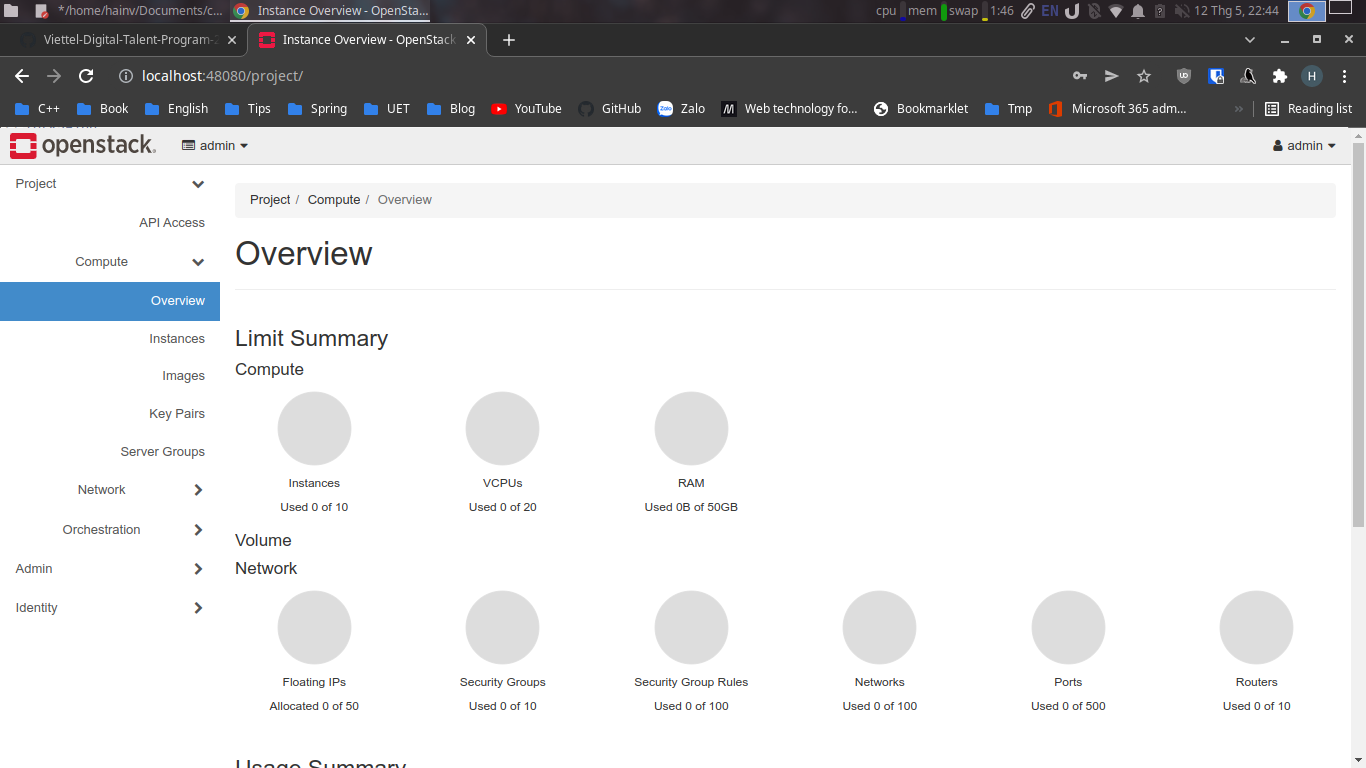 */home/hainv/Documents/c... Instance Overview - OpenSta... cpu mem swap 1:46 EN 12 Thg 5, 22:44
Viettel-Digital-Talent-Program-2 Instance Overview - OpenStack
localhost:48080/project/ H
C++ Book English Tips Spring UET Blog YouTube GitHub Zalo Web technology fo... Bookmarklet Tmp Microsoft 365 adm... » Reading list
openstack. admin admin
Project
API Access
Compute
Overview
Instances
Images
Key Pairs
Server Groups
Network
Orchestration
Admin
Identity
Project / Compute / Overview
Overview
Limit Summary
Compute
Instances VCPUs RAM
Used 0 of 10 Used 0 of 20 Used 0B of 50GB
Volume
Network
Floating IPs Security Groups Security Group Rules Networks Ports Routers
Allocated 0 of 50 Used 0 of 10 Used 0 of 100 Used 0 of 100 Used 0 of 500 Used 0 of 10
Usage Summary